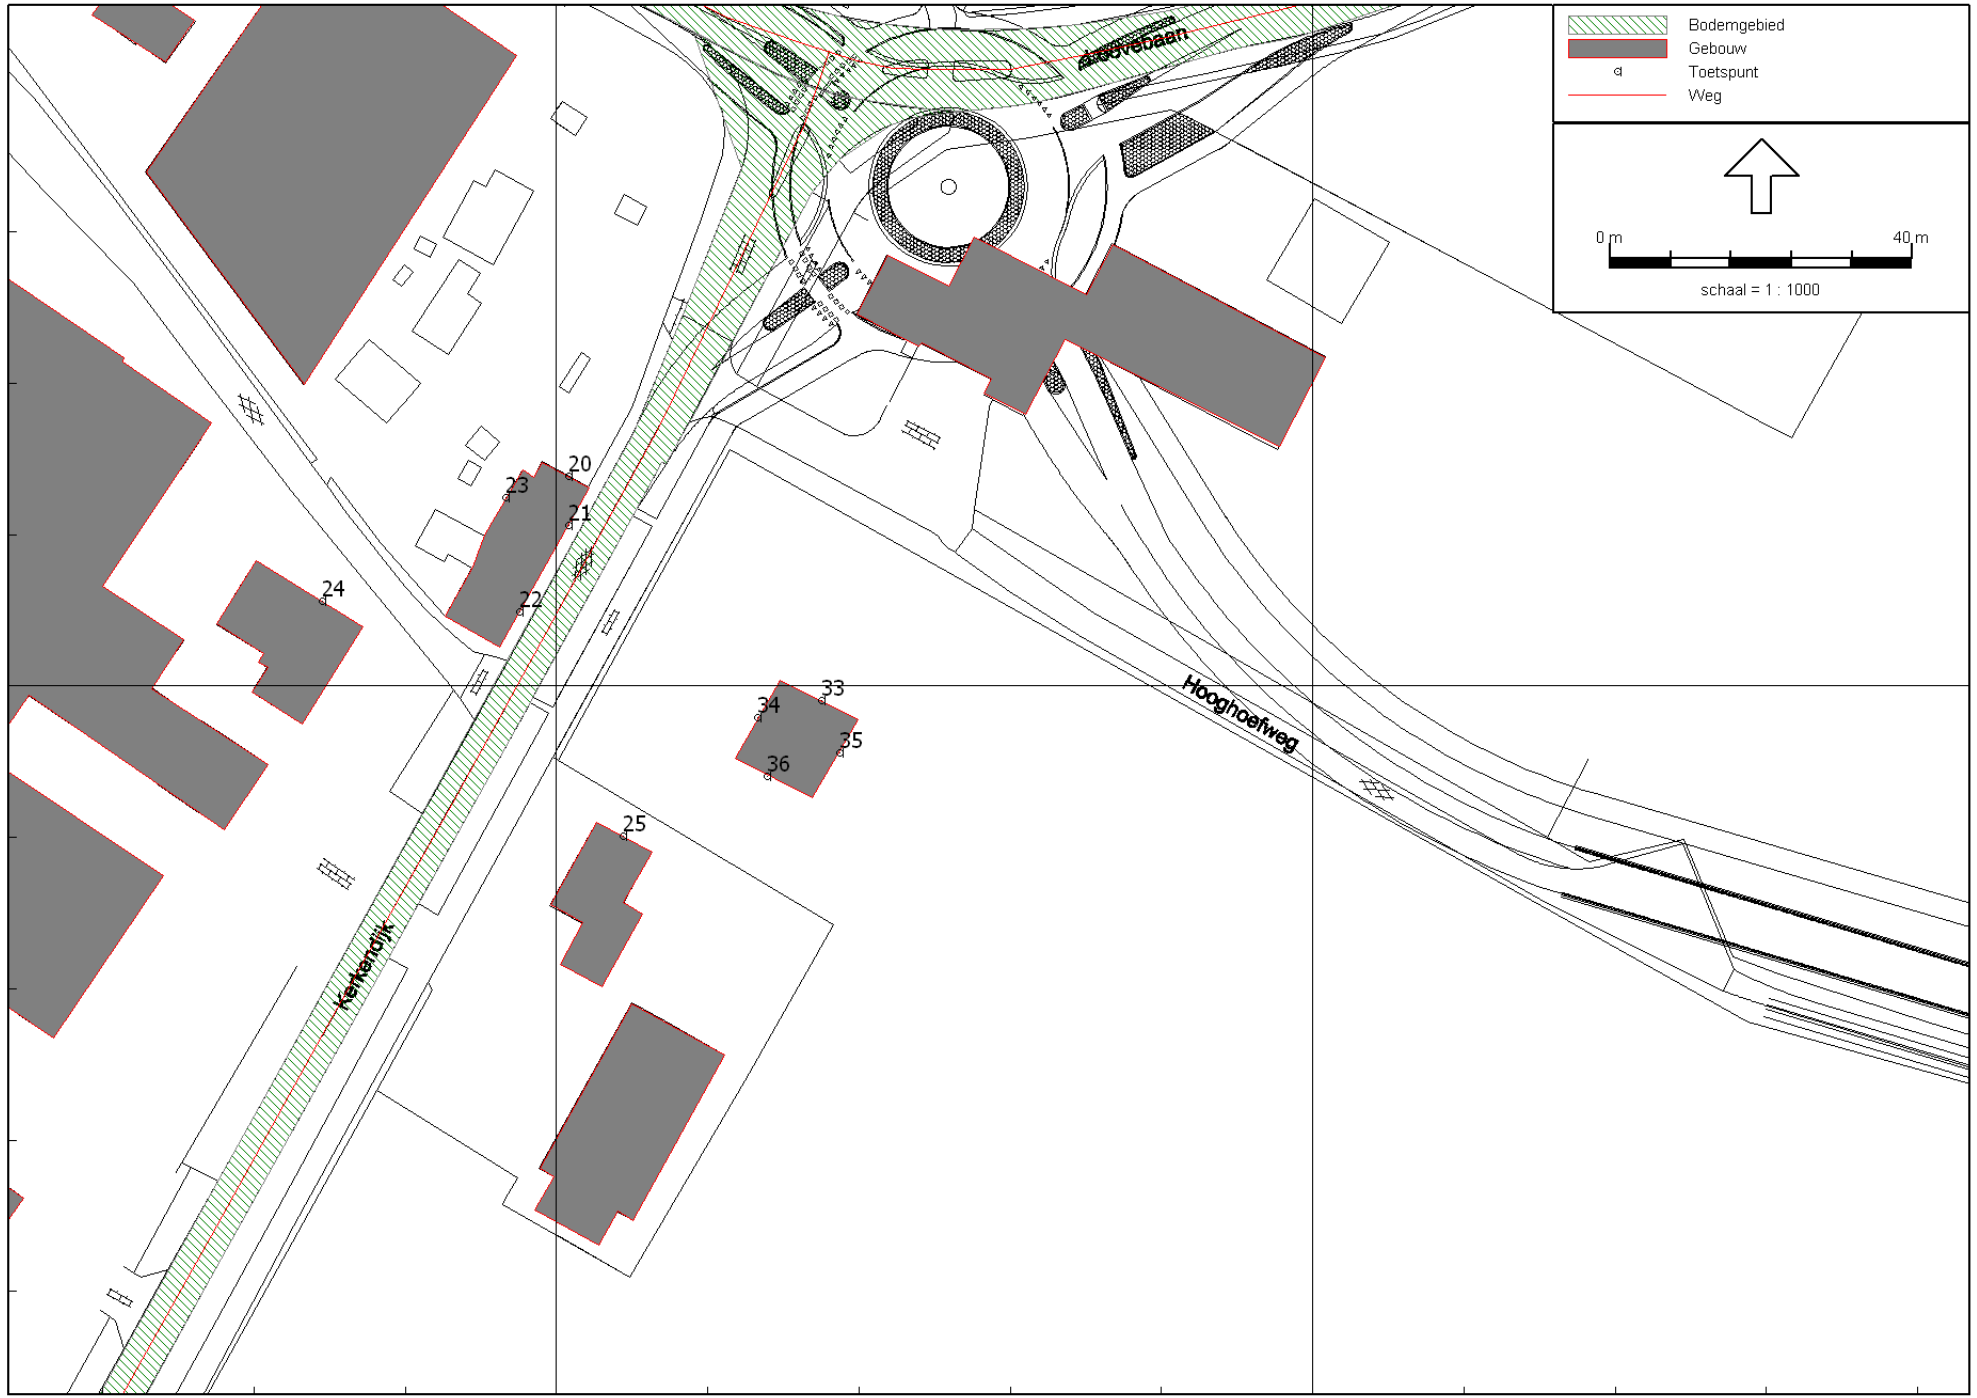 Bodemgebied
Gebouw
Toetspunt
Weg
0 m
40 m
schaal = 1 : 1000
20
23
21
24
22
33
34
35
36
25
Hooghoefweg
Kerkendijk